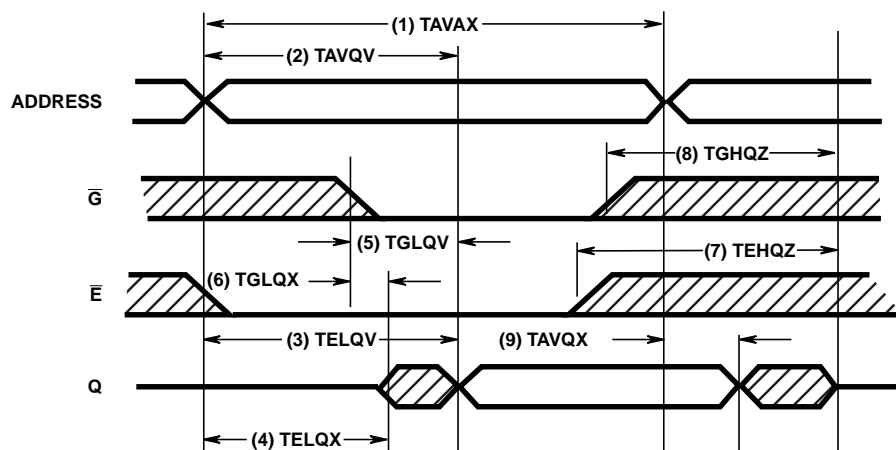 (1) TAVAX
(2) TAVQV
ADDRESS
(8) TGHQZ
G̅
(5) TGLQV
(7) TEHQZ
(6) TGLQX
E̅
(3) TELQV
(9) TAVQX
Q
(4) TELQX